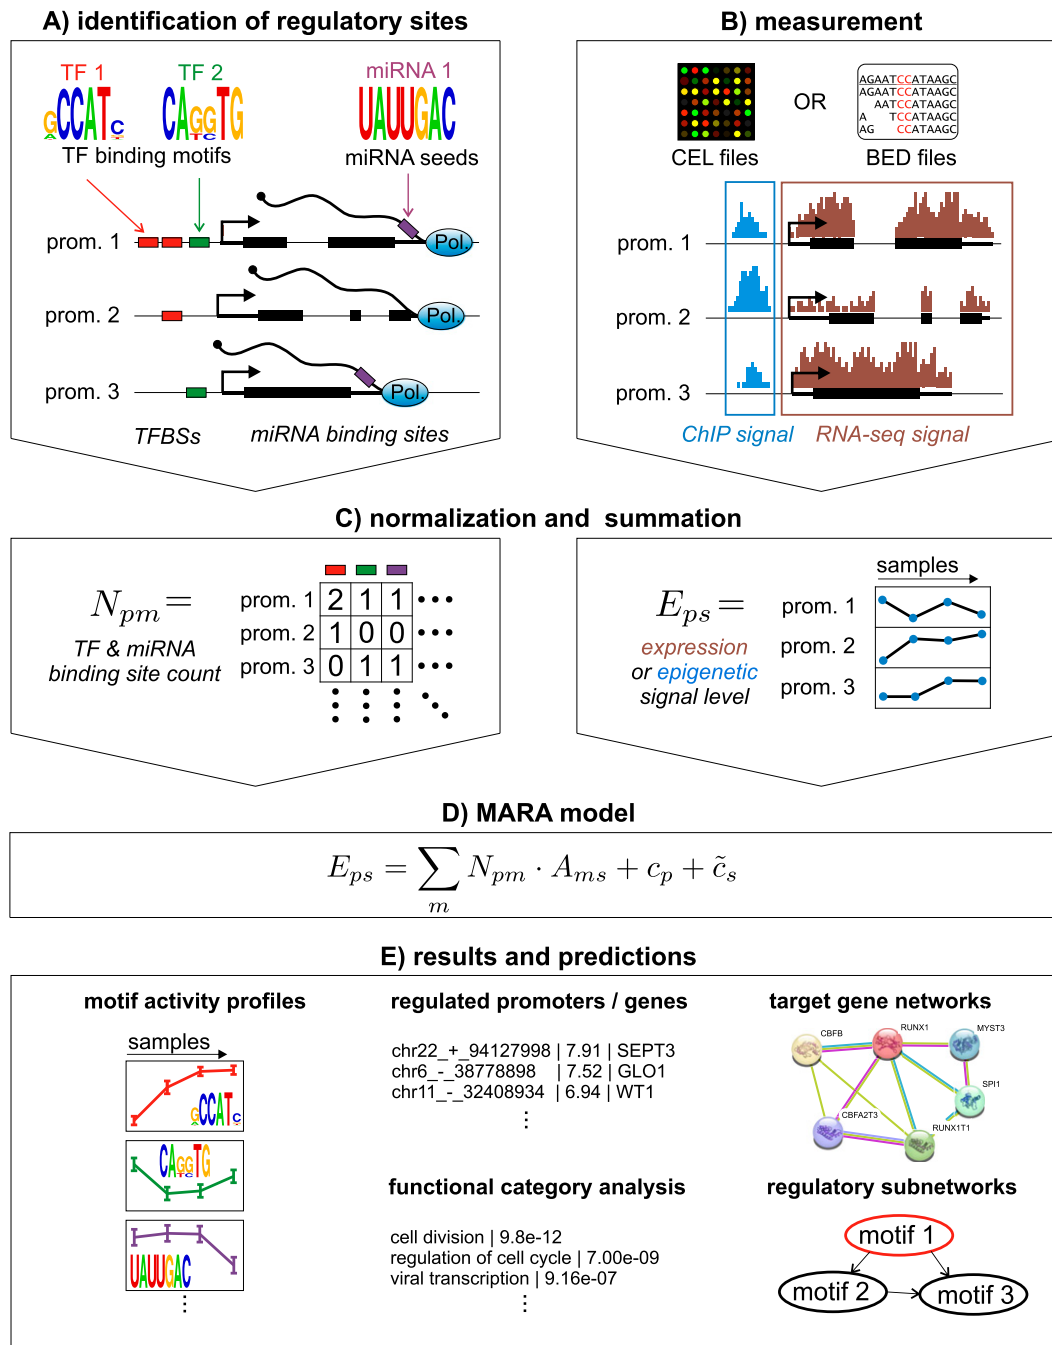 A) identification of regulatory sites
TF 1
TF 2
miRNA 1
GCCATC
CAGGTG
UAUUGAC
TF binding motifs
miRNA seeds
prom. 1
Pol.
prom. 2
Pol.
prom. 3
Pol.
TFBSs
miRNA binding sites
B) measurement
OR
AGAATCCATAAGC
AGAATCCATAAGC
AATCCATAAGC
A TCCATAAGC
AG CCATAAGC
CEL files
BED files
prom. 1
prom. 2
prom. 3
ChIP signal
RNA-seq signal
C) normalization and summation
N_pm =
TF & miRNA
binding site count
prom. 1 2 1 1 •••
prom. 2 1 0 0 •••
prom. 3 0 1 1 •••
E_ps =
expression
or epigenetic
signal level
samples
prom. 1
prom. 2
prom. 3
D) MARA model
E_ps = ∑_m N_pm · A_ms + c_p + c̃_s
E) results and predictions
motif activity profiles
samples
GCCATC
CAGGTG
UAUUGAC
⋮
regulated promoters / genes
chr22_+_94127998 | 7.91 | SEPT3
chr6_-_38778898 | 7.52 | GLO1
chr11_-_32408934 | 6.94 | WT1
⋮
functional category analysis
cell division | 9.8e-12
regulation of cell cycle | 7.00e-09
viral transcription | 9.16e-07
⋮
target gene networks
CBFB
RUNX1
MYST3
SPI1
CBFA2T3
RUNX1T1
regulatory subnetworks
motif 1
motif 2
motif 3